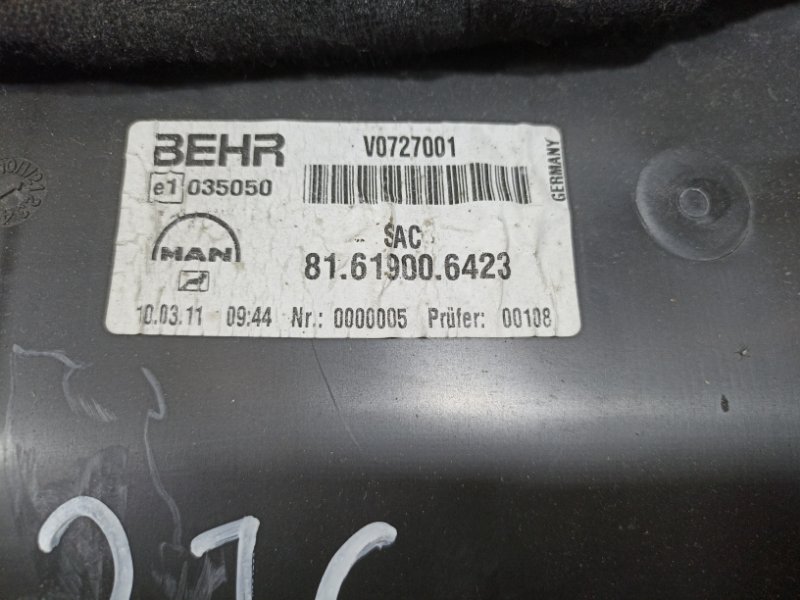 BEHR V0727001
e1 035050
GERMANY
MAN SAC
81.61900.6423
10.03.11 09:44 Nr.: 0000005 Prüfer: 00108